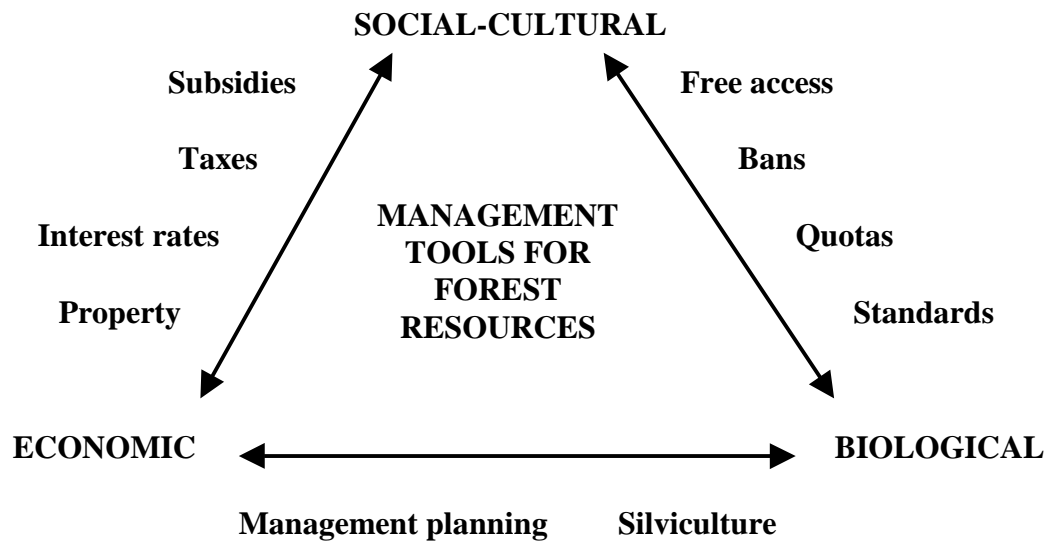 SOCIAL-CULTURAL
Subsidies
Free access
Taxes
Bans
MANAGEMENT
TOOLS FOR
FOREST
RESOURCES
Interest rates
Quotas
Property
Standards
ECONOMIC
BIOLOGICAL
Management planning
Silviculture